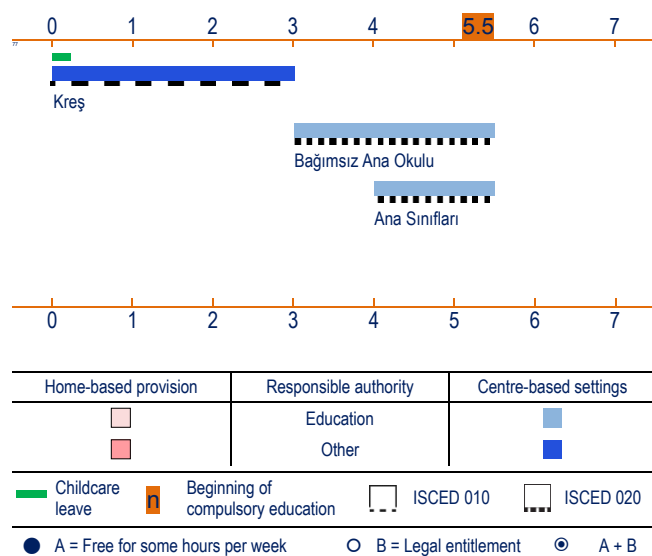 0 1 2 3 4 5.5 6 7
Kreş
Bağımsız Ana Okulu
Ana Sınıfları
0 1 2 3 4 5 6 7
Home-based provision Responsible authority Centre-based settings
Education
Other
Childcare leave
n Beginning of compulsory education
ISCED 010
ISCED 020
A = Free for some hours per week B = Legal entitlement A + B